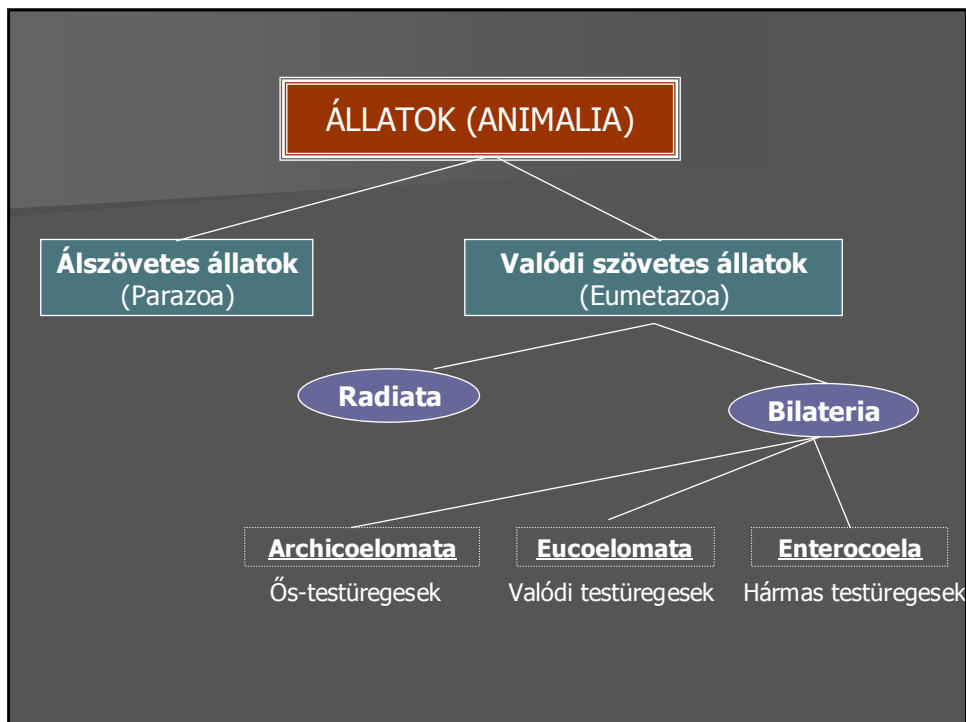 ÁLLATOK (ANIMALIA)
Álszövetes állatok
(Parazoa)
Valódi szövetes állatok
(Eumetazoa)
Radiata
Bilateria
Archicoelomata
Ős-testüregesek
Eucoelomata
Valódi testüregesek
Enterocoela
Hármas testüregesek